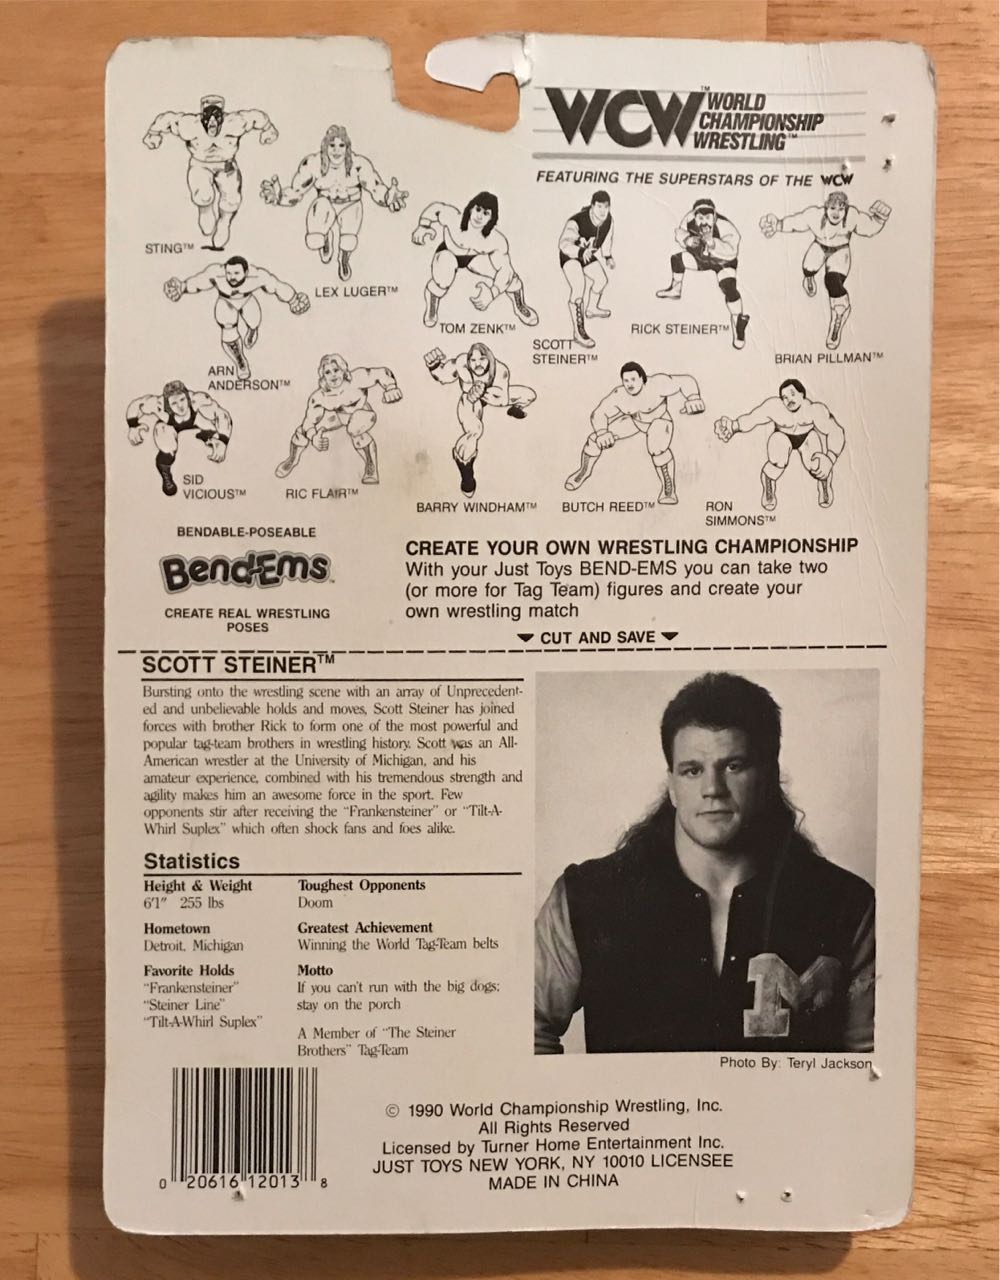 WCW™ WORLD
CHAMPIONSHIP
WRESTLING™
FEATURING THE SUPERSTARS OF THE WCW
STING™
LEX LUGER™
TOM ZENK™
SCOTT
STEINER™
RICK STEINER™
BRIAN PILLMAN™
ARN
ANDERSON™
SID
VICIOUS™
RIC FLAIR™
BARRY WINDHAM™
BUTCH REED™
RON
SIMMONS™
BENDABLE-POSEABLE
Bend-Ems™
CREATE REAL WRESTLING
POSES
CREATE YOUR OWN WRESTLING CHAMPIONSHIP
With your Just Toys BEND-EMS you can take two
(or more for Tag Team) figures and create your
own wrestling match
CUT AND SAVE
SCOTT STEINER™
Bursting onto the wrestling scene with an array of Unprecedent-
ed and unbelievable holds and moves, Scott Steiner has joined
forces with brother Rick to form one of the most powerful and
popular tag-team brothers in wrestling history. Scott was an All-
American wrestler at the University of Michigan, and his
amateur experience, combined with his tremendous strength and
agility makes him an awesome force in the sport. Few
opponents stir after receiving the "Frankensteiner" or "Tilt-A-
Whirl Suplex" which often shock fans and foes alike.
Statistics
Height & Weight
6'1" 255 lbs
Hometown
Detroit, Michigan
Favorite Holds
"Frankensteiner"
"Steiner Line"
"Tilt-A-Whirl Suplex"
Toughest Opponents
Doom
Greatest Achievement
Winning the World Tag-Team belts
Motto
If you can't run with the big dogs:
stay on the porch
A Member of "The Steiner
Brothers" Tag-Team
M
Photo By: Teryl Jackson
© 1990 World Championship Wrestling, Inc.
All Rights Reserved
Licensed by Turner Home Entertainment Inc.
JUST TOYS NEW YORK, NY 10010 LICENSEE
MADE IN CHINA
0 20616 12013 8